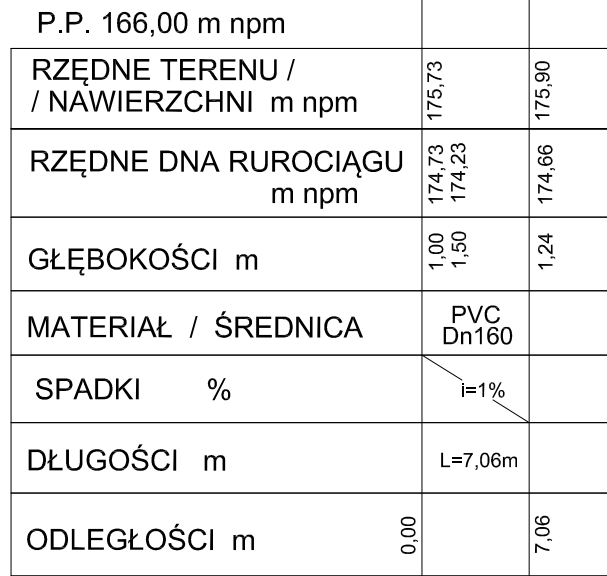 P.P. 166,00 m npm
RZĘDNE TERENU /
/ NAWIERZCHNI m npm
175,73
175,90
RZĘDNE DNA RUROCIĄGU
m npm
174,73
174,23
174,66
GŁĘBOKOŚCI m
1,00
1,50
1,24
MATERIAŁ / ŚREDNICA
PVC
Dn160
SPADKI %
i=1%
DŁUGOŚCI m
L=7,06m
ODLEGŁOŚCI m
0,00
7,06